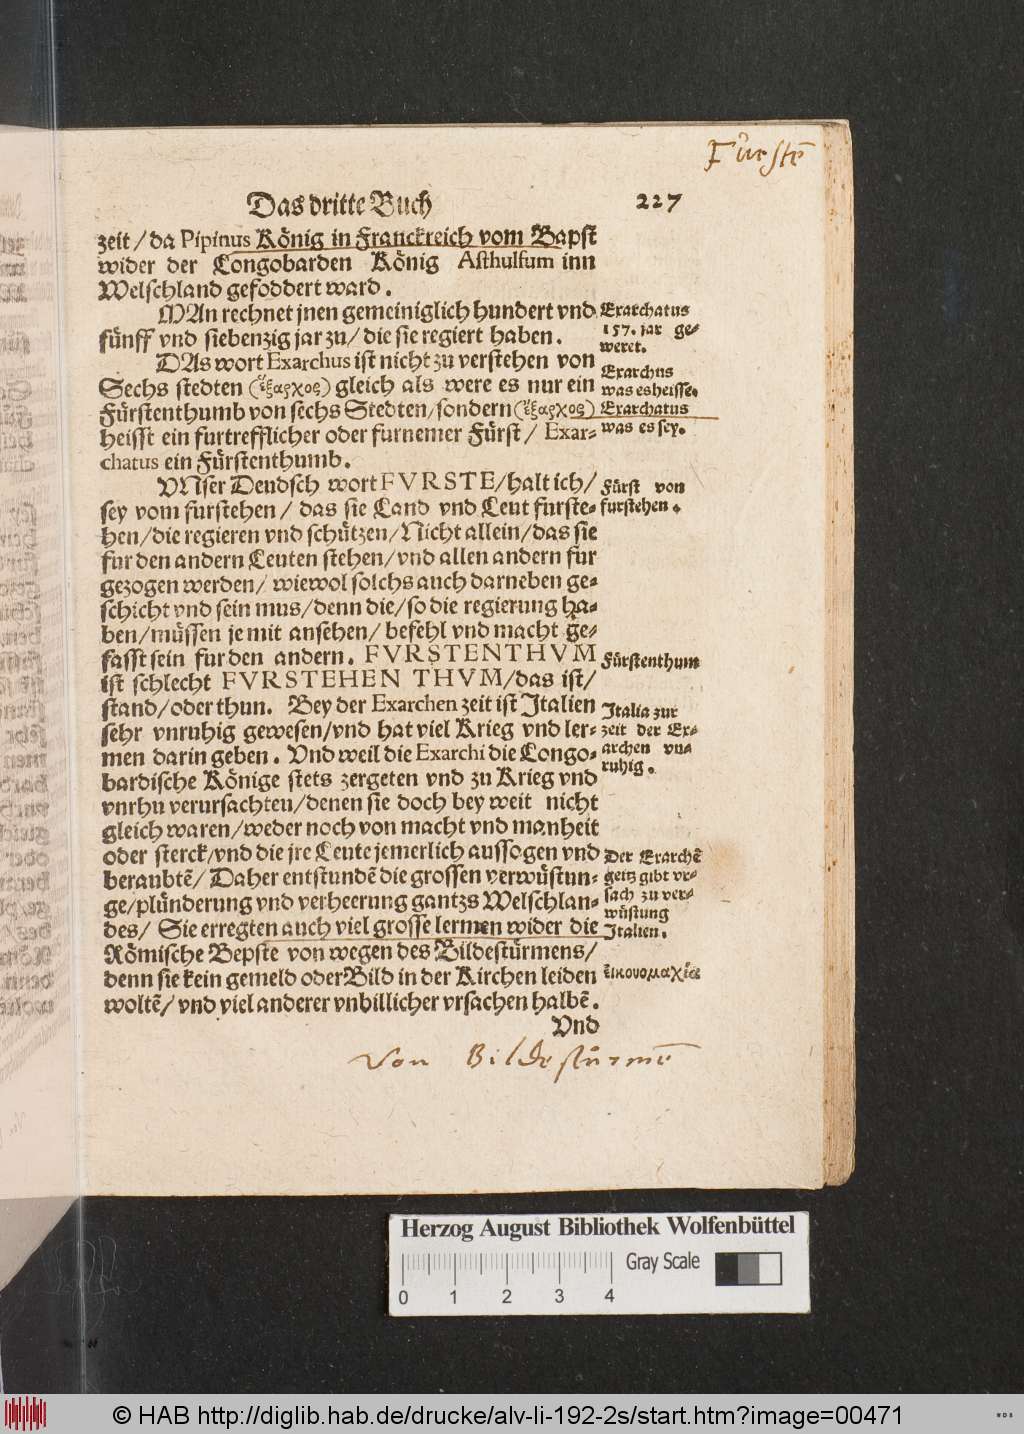 Fürstē
Das dritte Buch 227
zeit / da Pipinus König in Franckreich vom Bapst
wider der Longobarden König Asthulfum inn
Welschland gefoddert ward.
MAn rechnet jnen gemeiniglich hundert vnd
fünff vnd siebenzig jar zu / die sie regiert haben.
Exarchatus
157. jar ge-
weret.
DAs wort Exarchus ist nicht zu verstehen von
Sechs stedten (ἔξαρχος) gleich als were es nur ein
Fürstenthumb von sechs Stedten / sondern (ἔξαρχος)
heisst ein furtrefflicher oder furnemer Fürst / Exar-
chatus ein Fürstenthumb.
Exarchus
was es heisse.
Exarchatus
was es sey.
VNser Deudsch wort FVRSTE / halt ich /
sey vom furstehen / das sie Land vnd Leut furste-
hen / die regieren vnd schützen / Nicht allein / das sie
fur den andern Leuten stehen / vnd allen andern fur
gezogen werden / wiewol solchs auch darneben ge-
schicht vnd sein mus / denn die / so die regierung ha-
ben / müssen je mit ansehen / befehl vnd macht ge-
fasst sein fur den andern. FVRSTENTHVM
ist schlecht FVRSTEHEN THVM / das ist /
stand / oder thun. Bey der Exarchen zeit ist Italien
sehr vnruhig gewesen / vnd hat viel Krieg vnd ler-
men darin geben. Vnd weil die Exarchi die Longo-
bardische Könige stets zergeten vnd zu Krieg vnd
vnrhu verursachten / denen sie doch bey weit nicht
gleich waren / weder noch von macht vnd manheit
oder sterck / vnd die jre Leute jemerlich aussogen vnd
beraubtē / Daher entstundē die grossen verwüstun-
ge / plünderung vnd verheerung gantzs Welschlan-
des / Sie erregten auch viel grosse lermen wider die
Römische Bepste von wegen des Bildestürmens /
denn sie kein gemeld oder Bild in der Kirchen leiden
woltē / vnd viel anderer vnbillicher vrsachen halbē.
Vnd
Fürst von
furstehen.
Fürstenthum
Italia zur
zeit der Ex-
archen vn-
ruhig.
Der Exarchē
geitz gibt vr-
sach zu ver-
wüstung
Italien.
Von Bildestürmē
Herzog August Bibliothek Wolfenbüttel
Gray Scale
0 1 2 3 4
© HAB http://diglib.hab.de/drucke/alv-li-192-2s/start.htm?image=00471